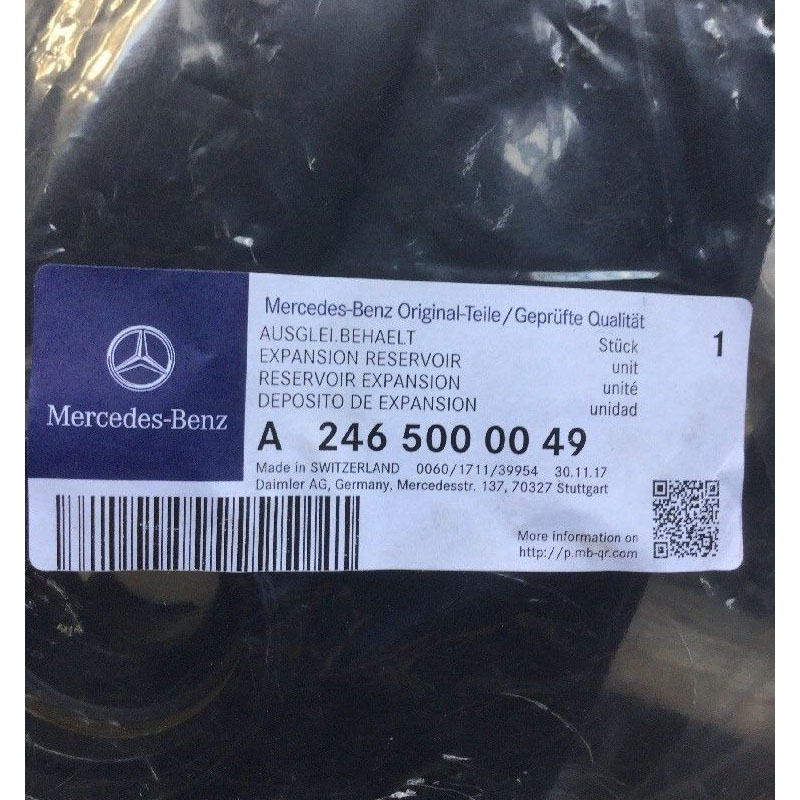 Mercedes-Benz
Mercedes-Benz Original-Teile/Geprüfte Qualität
AUSGLEI.BEHAELT Stück 1
EXPANSION RESERVOIR unit
RESERVOIR EXPANSION unité
DEPOSITO DE EXPANSION unidad
A 246 500 00 49
Made in SWITZERLAND 0060/1711/39954 30.11.17
Daimler AG, Germany, Mercedesstr. 137, 70327 Stuttgart
More information on
http://p.mb-qr.com